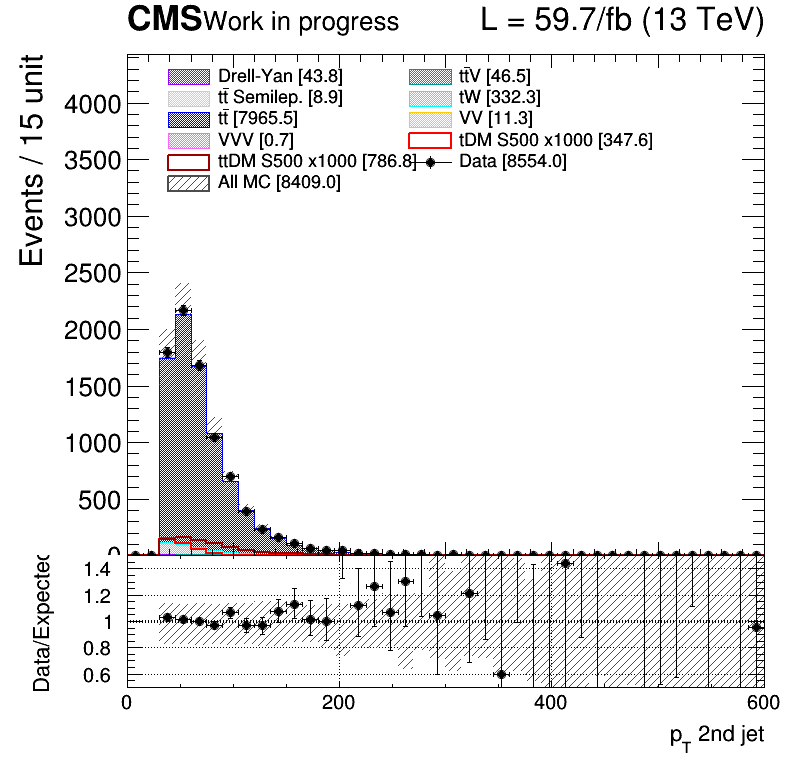 CMS Work in progress L = 59.7/fb (13 TeV)
Events / 15 unit
4000
3500
3000
2500
2000
1500
1000
500
0
Drell-Yan [43.8] tt̄V [46.5]
tt̄ Semilep. [8.9] tW [332.3]
tt̄ [7965.5] VV [11.3]
VVV [0.7] tDM S500 x1000 [347.6]
ttDM S500 x1000 [786.8] Data [8554.0]
All MC [8409.0]
Data/Expected
1.4
1.2
1
0.8
0.6
0 200 400 600
p_T 2nd jet